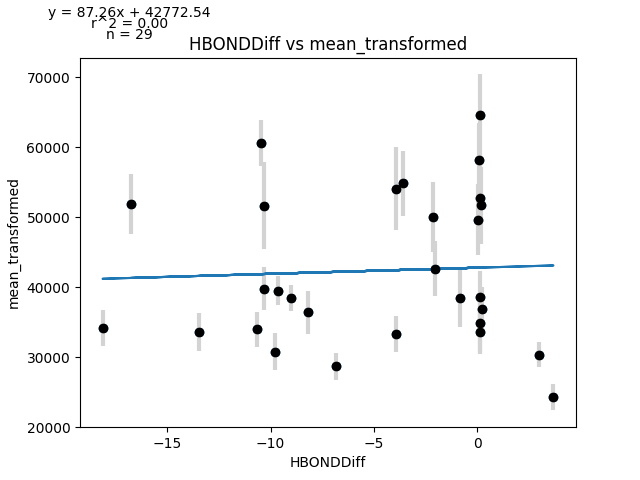 y = 87.26x + 42772.54
r^2 = 0.00
n = 29
HBONDDiff vs mean_transformed
70000
60000
50000
40000
30000
20000
mean_transformed
−15
−10
−5
0
HBONDDiff